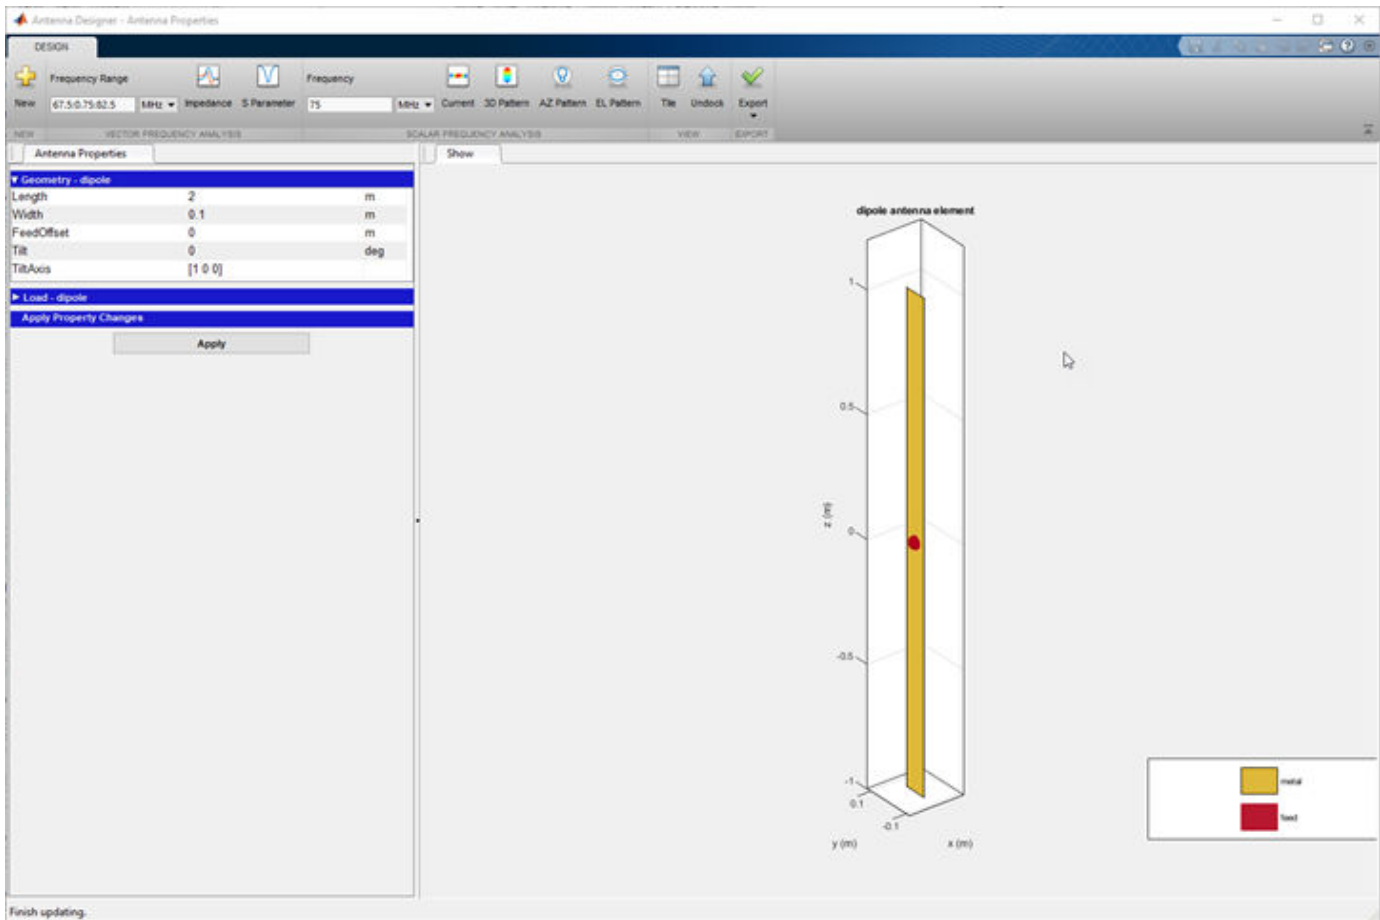 Antenna Designer - Antenna Properties
DESIGN
Frequency Range
Frequency
New
67.5:0.75:82.5
MHz
Impedance
S Parameter
75
MHz
Current
3D Pattern
AZ Pattern
EL Pattern
Tile
Undock
Export
NEW
VECTOR FREQUENCY ANALYSIS
SCALAR FREQUENCY ANALYSIS
VIEW
EXPORT
Antenna Properties
Show
Geometry - dipole
Length 2 m
Width 0.1 m
FeedOffset 0 m
Tilt 0 deg
TiltAxis [1 0 0]
Load - dipole
Apply Property Changes
Apply
dipole antenna element
1
0.5
z (m)
0
-0.5
-1
0.1
-0.1
y (m)
x (m)
metal
feed
Finish updating.